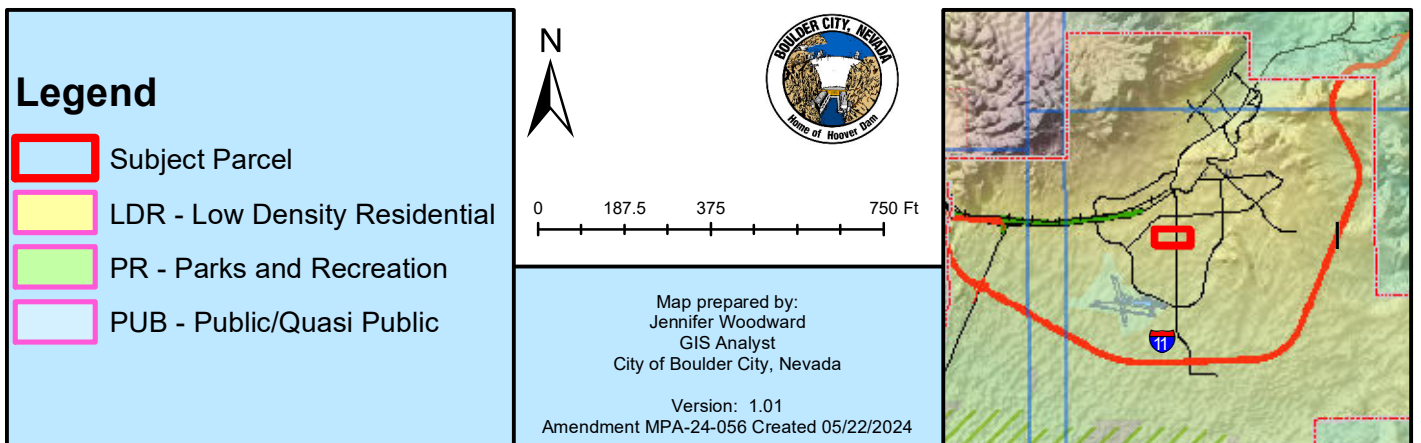 Legend
Subject Parcel
LDR - Low Density Residential
PR - Parks and Recreation
PUB - Public/Quasi Public
N
BOULDER CITY, NEVADA
Home of Hoover Dam
0 187.5 375 750 Ft
Map prepared by:
Jennifer Woodward
GIS Analyst
City of Boulder City, Nevada
Version: 1.01
Amendment MPA-24-056 Created 05/22/2024
11